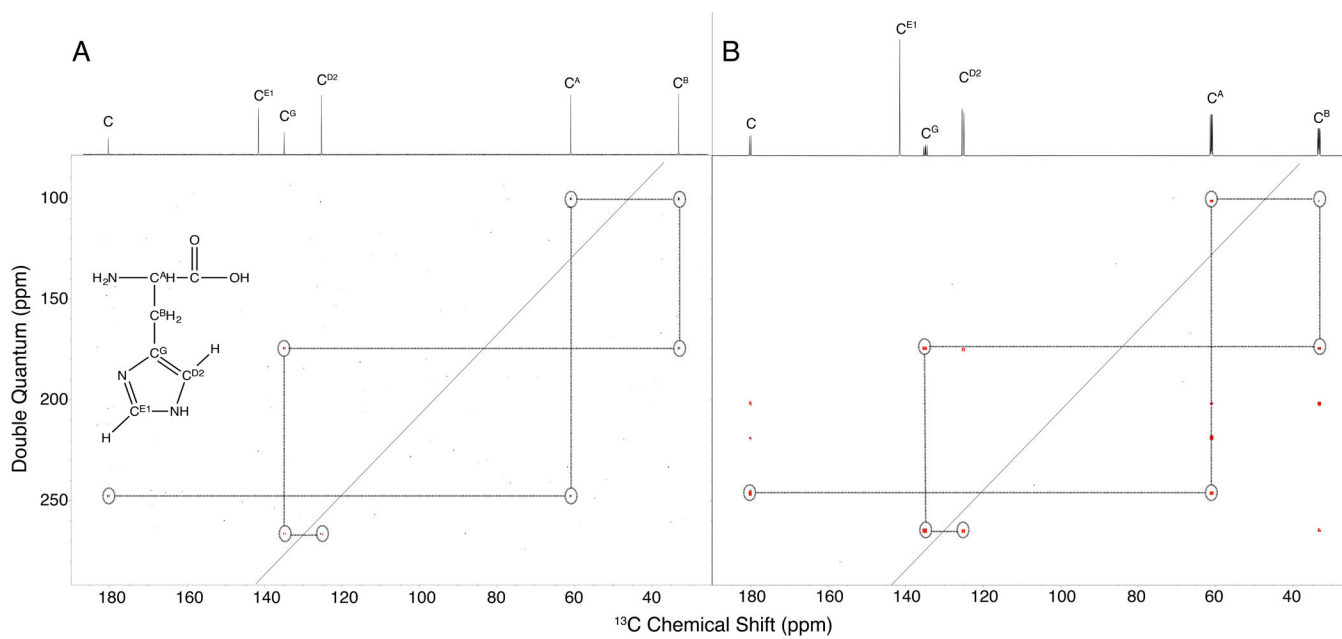 A
C
C^E1
C^G
C^D2
C^A
C^B
B
C
C^E1
C^G
C^D2
C^A
C^B
Double Quantum (ppm)
100
150
200
250
O
H₂N
C^AH
C
OH
C^BH₂
C^G
H
N
C^D2
C^E1
NH
H
180
160
140
120
100
80
60
40
180
160
140
120
100
80
60
40
¹³C Chemical Shift (ppm)